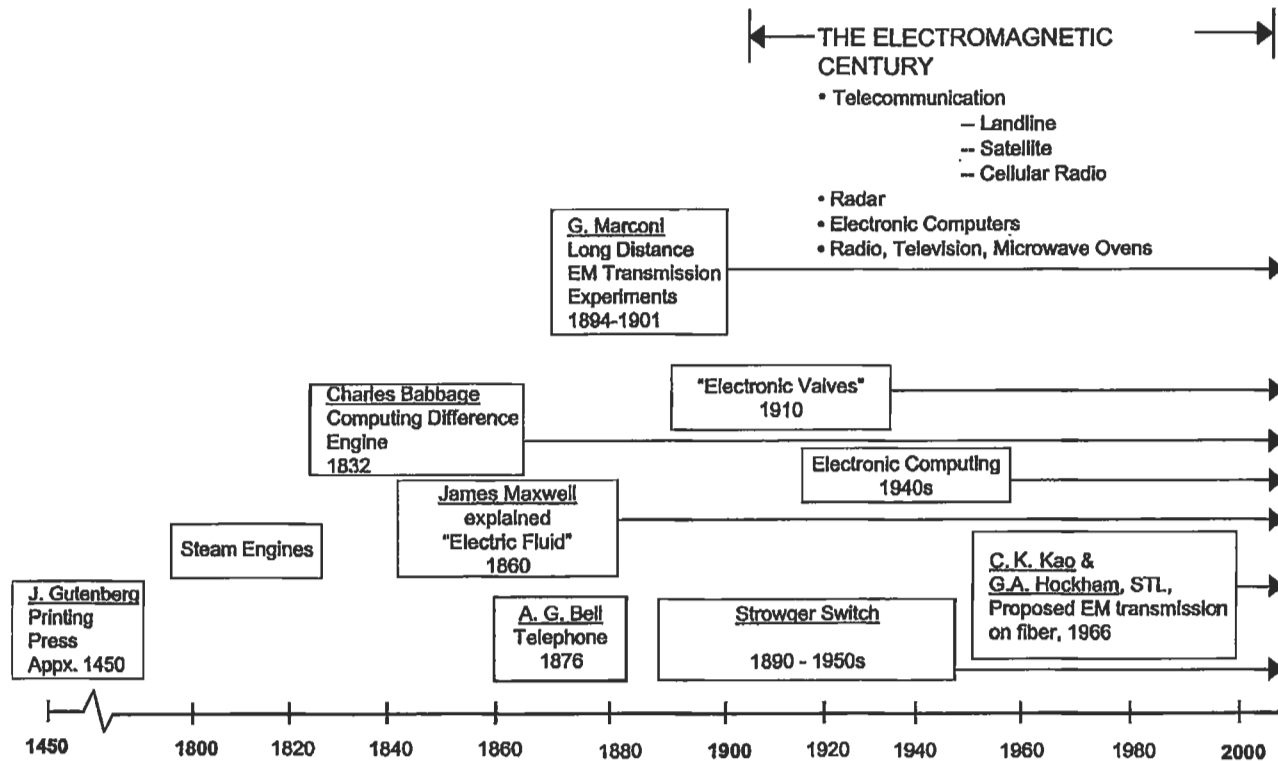 THE ELECTROMAGNETIC
CENTURY
• Telecommunication
– Landline
-- Satellite
-- Cellular Radio
• Radar
• Electronic Computers
• Radio, Television, Microwave Ovens
G. Marconi
Long Distance
EM Transmission
Experiments
1894-1901
"Electronic Valves"
1910
Charles Babbage
Computing Difference
Engine
1832
Electronic Computing
1940s
James Maxwell
explained
"Electric Fluid"
1860
Steam Engines
C. K. Kao &
G.A. Hockham, STL,
Proposed EM transmission
on fiber, 1966
J. Gutenberg
Printing
Press
Appx. 1450
A. G. Bell
Telephone
1876
Strowger Switch
1890 - 1950s
1450 1800 1820 1840 1860 1880 1900 1920 1940 1960 1980 2000